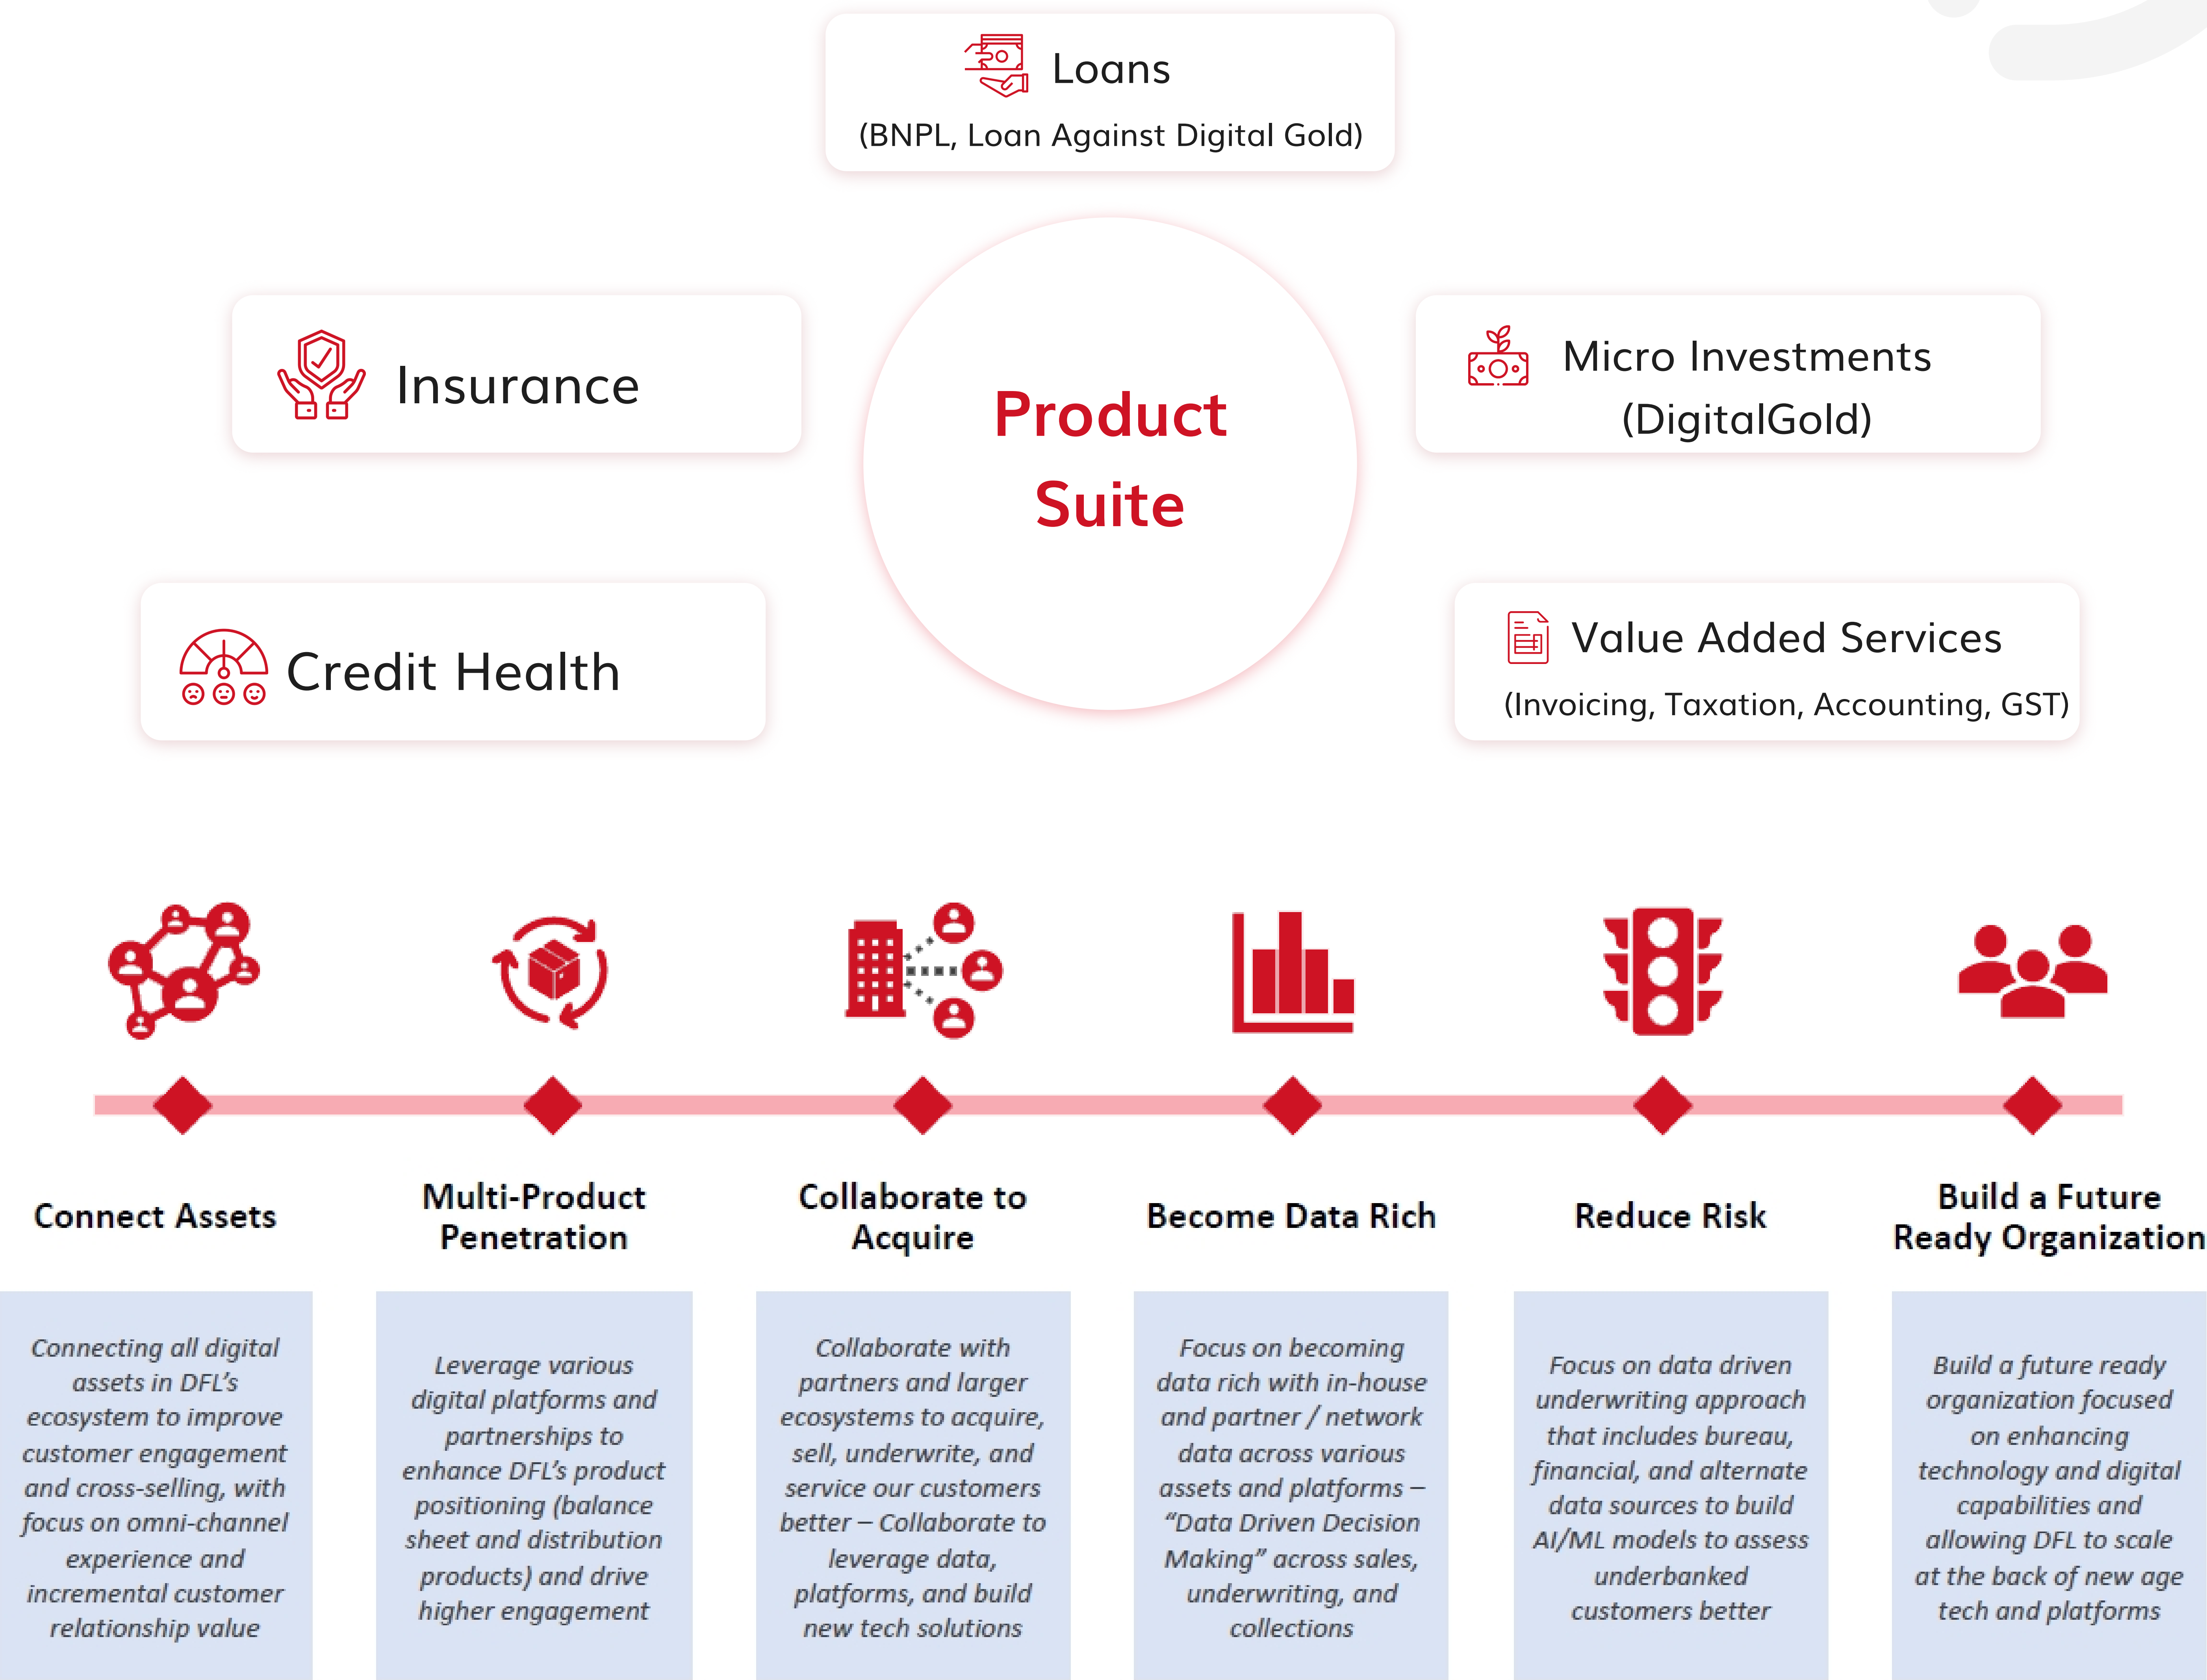 Loans
(BNPL, Loan Against Digital Gold)
Insurance
Micro Investments
(DigitalGold)
Product
Suite
Credit Health
Value Added Services
(Invoicing, Taxation, Accounting, GST)
Connect Assets
Connecting all digital
assets in DFL’s
ecosystem to improve
customer engagement
and cross-selling, with
focus on omni-channel
experience and
incremental customer
relationship value
Multi-Product
Penetration
Leverage various
digital platforms and
partnerships to
enhance DFL’s product
positioning (balance
sheet and distribution
products) and drive
higher engagement
Collaborate to
Acquire
Collaborate with
partners and larger
ecosystems to acquire,
sell, underwrite, and
service our customers
better – Collaborate to
leverage data,
platforms, and build
new tech solutions
Become Data Rich
Focus on becoming
data rich with in-house
and partner / network
data across various
assets and platforms –
“Data Driven Decision
Making” across sales,
underwriting, and
collections
Reduce Risk
Focus on data driven
underwriting approach
that includes bureau,
financial, and alternate
data sources to build
AI/ML models to assess
underbanked
customers better
Build a Future
Ready Organization
Build a future ready
organization focused
on enhancing
technology and digital
capabilities and
allowing DFL to scale
at the back of new age
tech and platforms